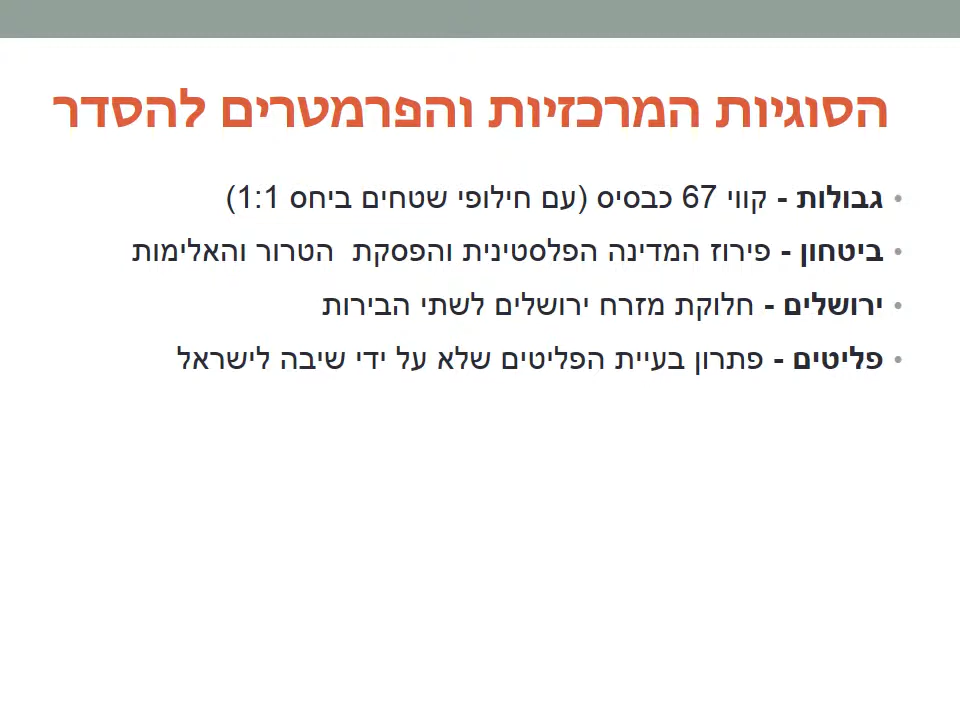 הסוגיות המרכזיות והפרמטרים להסדר
• גבולות - קווי 67 כבסיס (עם חילופי שטחים ביחס 1:1)
• ביטחון - פירוז המדינה הפלסטינית והפסקת הטרור והאלימות
• ירושלים - חלוקת מזרח ירושלים לשתי הבירות
• פליטים - פתרון בעיית הפליטים שלא על ידי שיבה לישראל